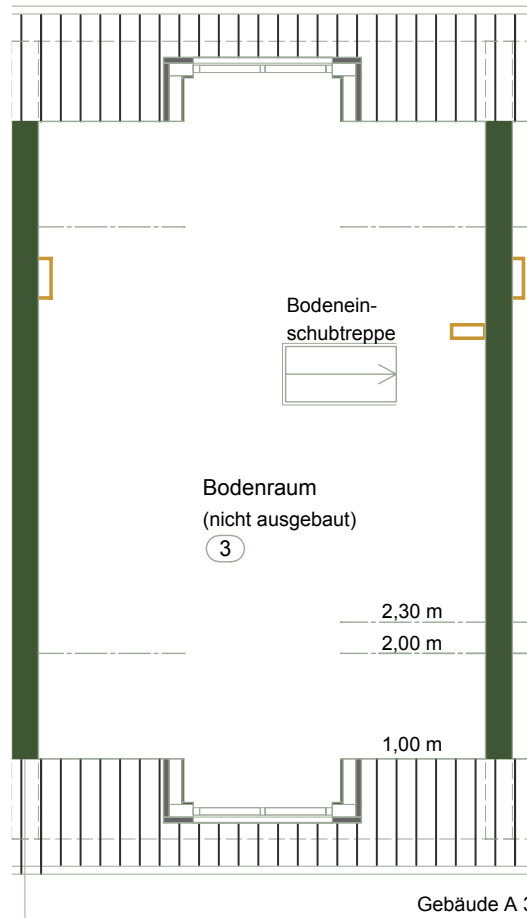 Bodenein-
schubtreppe
Bodenraum
(nicht ausgebaut)
3
2,30 m
2,00 m
1,00 m
Gebäude A